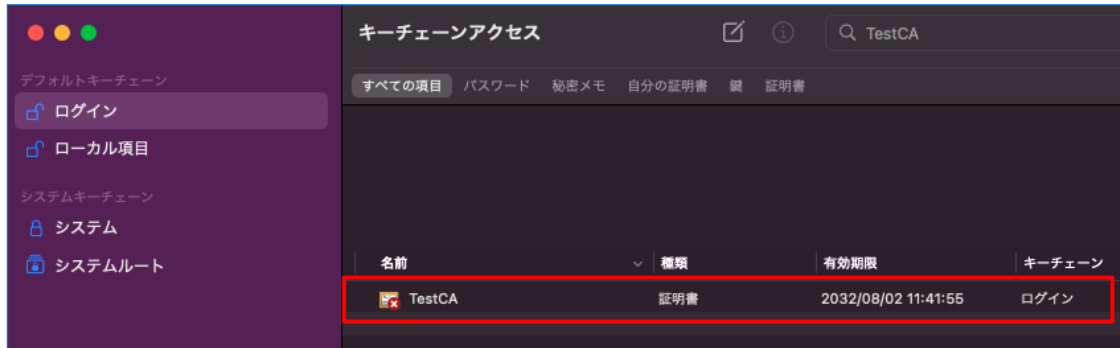 キーチェーンアクセス
TestCA
デフォルトキーチェーン
ログイン
ローカル項目
システムキーチェーン
システム
システムルート
すべての項目 パスワード 秘密メモ 自分の証明書 鍵 証明書
名前 種類 有効期限 キーチェーン
TestCA 証明書 2032/08/02 11:41:55 ログイン